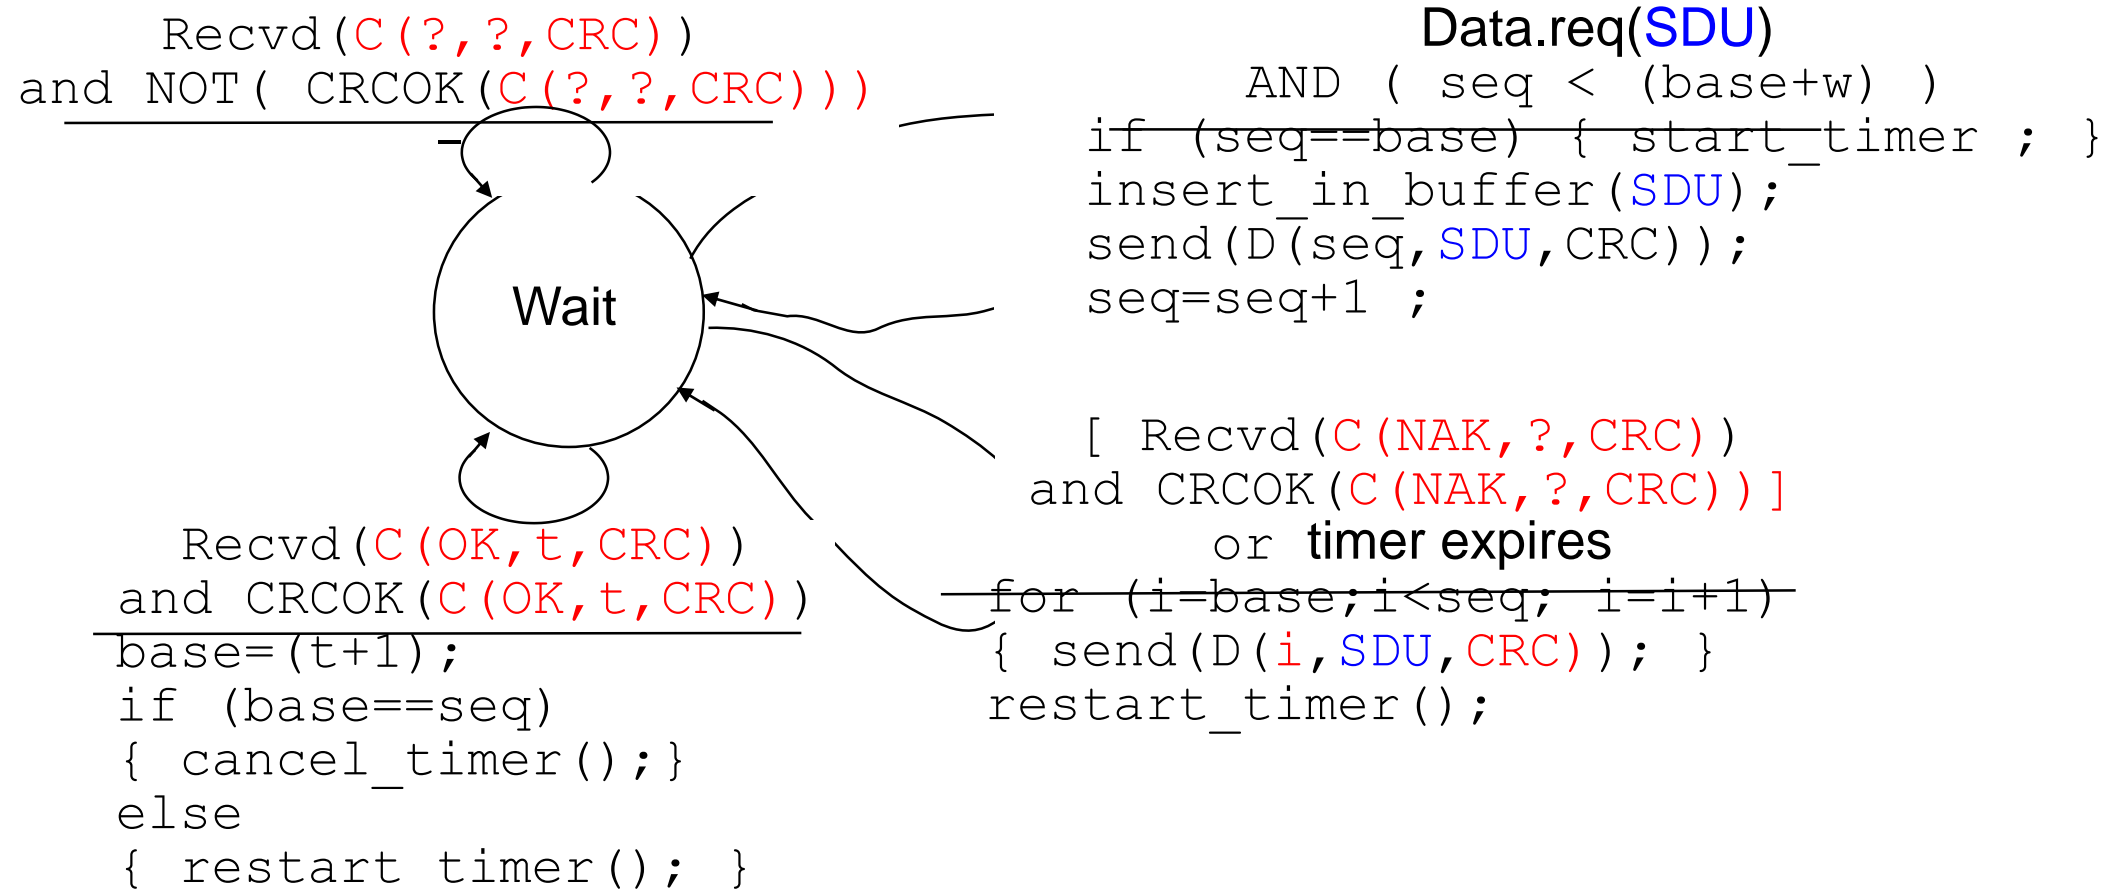 Recvd(C(?,?,CRC))
and NOT( CRCOK(C(?,?,CRC)))
–
Data.req(SDU)
AND ( seq < (base+w) )
if (seq==base) { start_timer ; }
insert_in_buffer(SDU);
send(D(seq,SDU,CRC));
seq=seq+1 ;
Wait
[ Recvd(C(NAK,?,CRC))
and CRCOK(C(NAK,?,CRC))]
or timer expires
for (i=base;i<seq; i=i+1)
{ send(D(i,SDU,CRC)); }
restart_timer();
Recvd(C(OK,t,CRC))
and CRCOK(C(OK,t,CRC))
base=(t+1);
if (base==seq)
{ cancel_timer();}
else
{ restart timer(); }